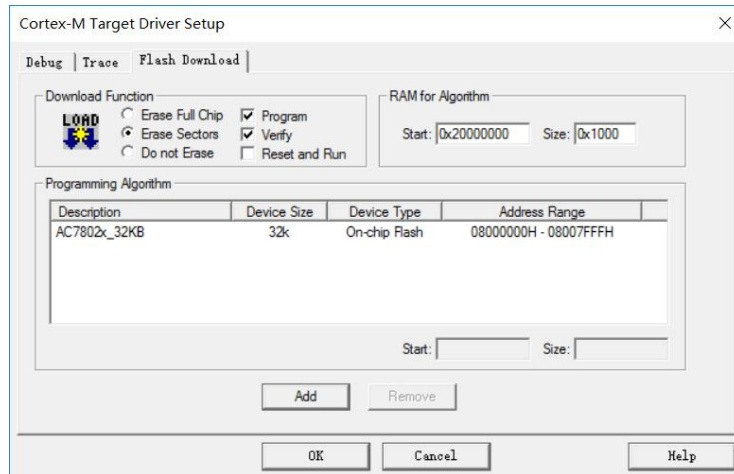 Cortex-M Target Driver Setup
Debug Trace Flash Download
Download Function
LOAD
Erase Full Chip
Erase Sectors
Do not Erase
Program
Verify
Reset and Run
RAM for Algorithm
Start: 0x20000000 Size: 0x1000
Programming Algorithm
Description Device Size Device Type Address Range
AC7802x_32KB 32k On-chip Flash 08000000H - 08007FFFH
Start: Size:
Add Remove
OK Cancel Help